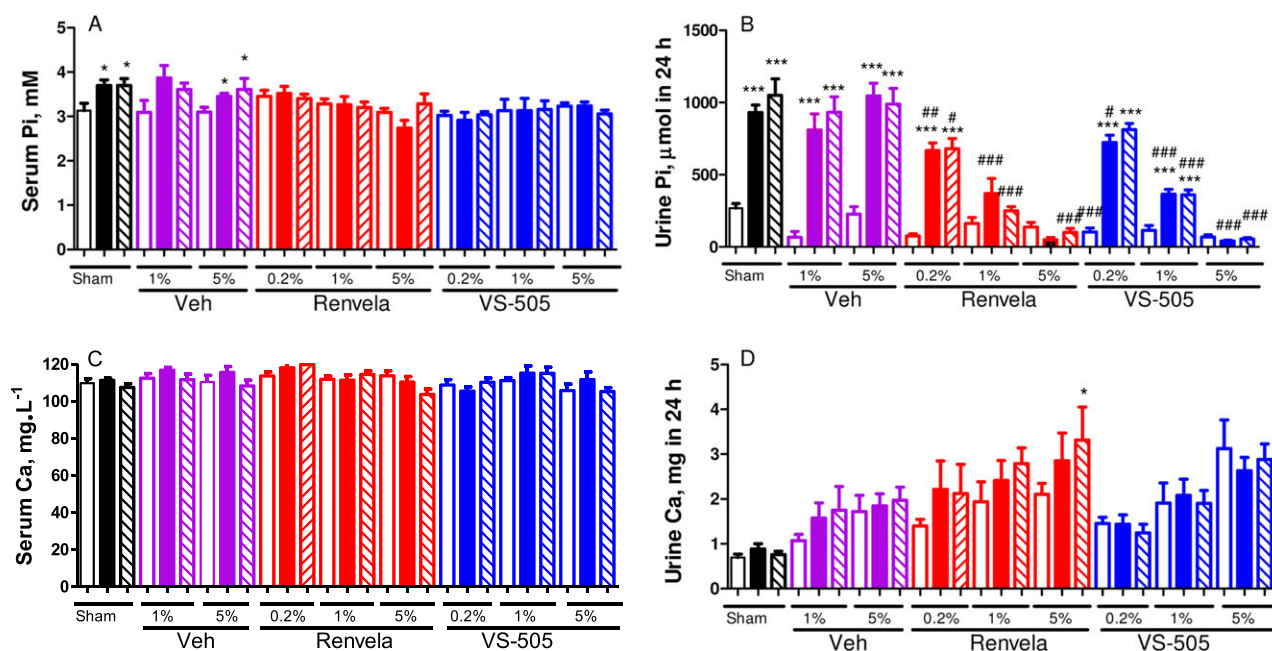 A
Serum Pi, mM
5
4
3
2
1
0
* * * *
Sham 1% 5% 0.2% 1% 5% 0.2% 1% 5%
Veh Renvela VS-505
B
Urine Pi, μmol in 24 h
1500
1000
500
0
*** *** *** *** *** ***
## # # ***
*** *** ***
### ### ###
***
***
### ### ### ### ###
Sham 1% 5% 0.2% 1% 5% 0.2% 1% 5%
Veh Renvela VS-505
C
Serum Ca, mg.L-1
120
100
80
60
40
20
0
Sham 1% 5% 0.2% 1% 5% 0.2% 1% 5%
Veh Renvela VS-505
D
Urine Ca, mg in 24 h
5
4
3
2
1
0
*
Sham 1% 5% 0.2% 1% 5% 0.2% 1% 5%
Veh Renvela VS-505